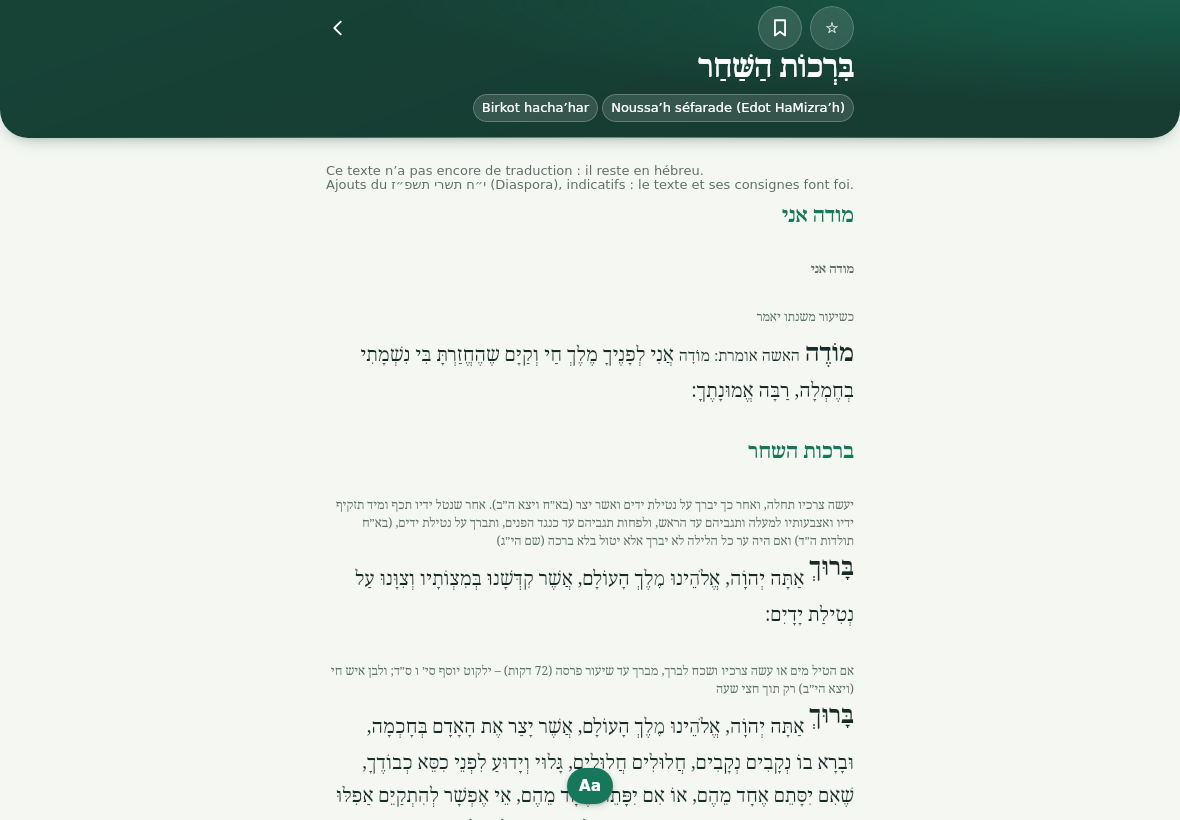 בִּרְכוֹת הַשַּׁחַר
Noussa’h séfarade (Edot HaMizra’h)
Birkot hacha’har
Ce texte n’a pas encore de traduction : il reste en hébreu.
Ajouts du י״ח תשרי תשפ״ז (Diaspora), indicatifs : le texte et ses consignes font foi.
מודה אני
מודה אני
כשיעור משנתו יאמר
מוֹדֶה האשה אומרת: מוֹדָה אֲנִי לְפָנֶיךָ מֶלֶךְ חַי וְקַיָּם שֶׁהֶחֱזַרְתָּ בִּי נִשְׁמָתִי
בְחֶמְלָה, רַבָּה אֱמוּנָתֶךָ:
ברכות השחר
יעשה צרכיו תחלה, ואחר כך יברך על נטילת ידים ואשר יצר (בא״ח ויצא ה״ב). אחר שנטל ידיו תכף ומיד תזקיף
ידיו ואצבעותיו למעלה ותגביהם עד הראש, ולפחות תגביהם עד כנגד הפנים, ותברך על נטילת ידים, (בא״ח
תולדות ה״ד) ואם היה ער כל הלילה לא יברך אלא יטול בלא ברכה (שם הי״ג)
בָּרוּךְ אַתָּה יְהוָה, אֱלֹהֵינוּ מֶלֶךְ הָעוֹלָם, אֲשֶׁר קִדְּשָׁנוּ בְּמִצְוֹתָיו וְצִוָּנוּ עַל
נְטִילַת יָדָיִם:
אם הטיל מים או עשה צרכיו ושכח לברך, מברך עד שיעור פרסה (72 דקות) – ילקוט יוסף סי׳ ו ס״ד; ולבן איש חי
(ויצא הי״ב) רק תוך חצי שעה
בָּרוּךְ אַתָּה יְהוָה, אֱלֹהֵינוּ מֶלֶךְ הָעוֹלָם, אֲשֶׁר יָצַר אֶת הָאָדָם בְּחָכְמָה,
וּבָרָא בוֹ נְקָבִים נְקָבִים, חֲלוּלִים חֲלוּלִים, גָּלוּי וְיָדוּעַ לִפְנֵי כִסֵּא כְבוֹדֶךָ,
שֶׁאִם יִסָּתֵם אֶחָד מֵהֶם, אוֹ אִם מֵהֶם, אֵי אֶפְשָׁר לְהִתְקַיֵּם אַפִלּוּ
Aa